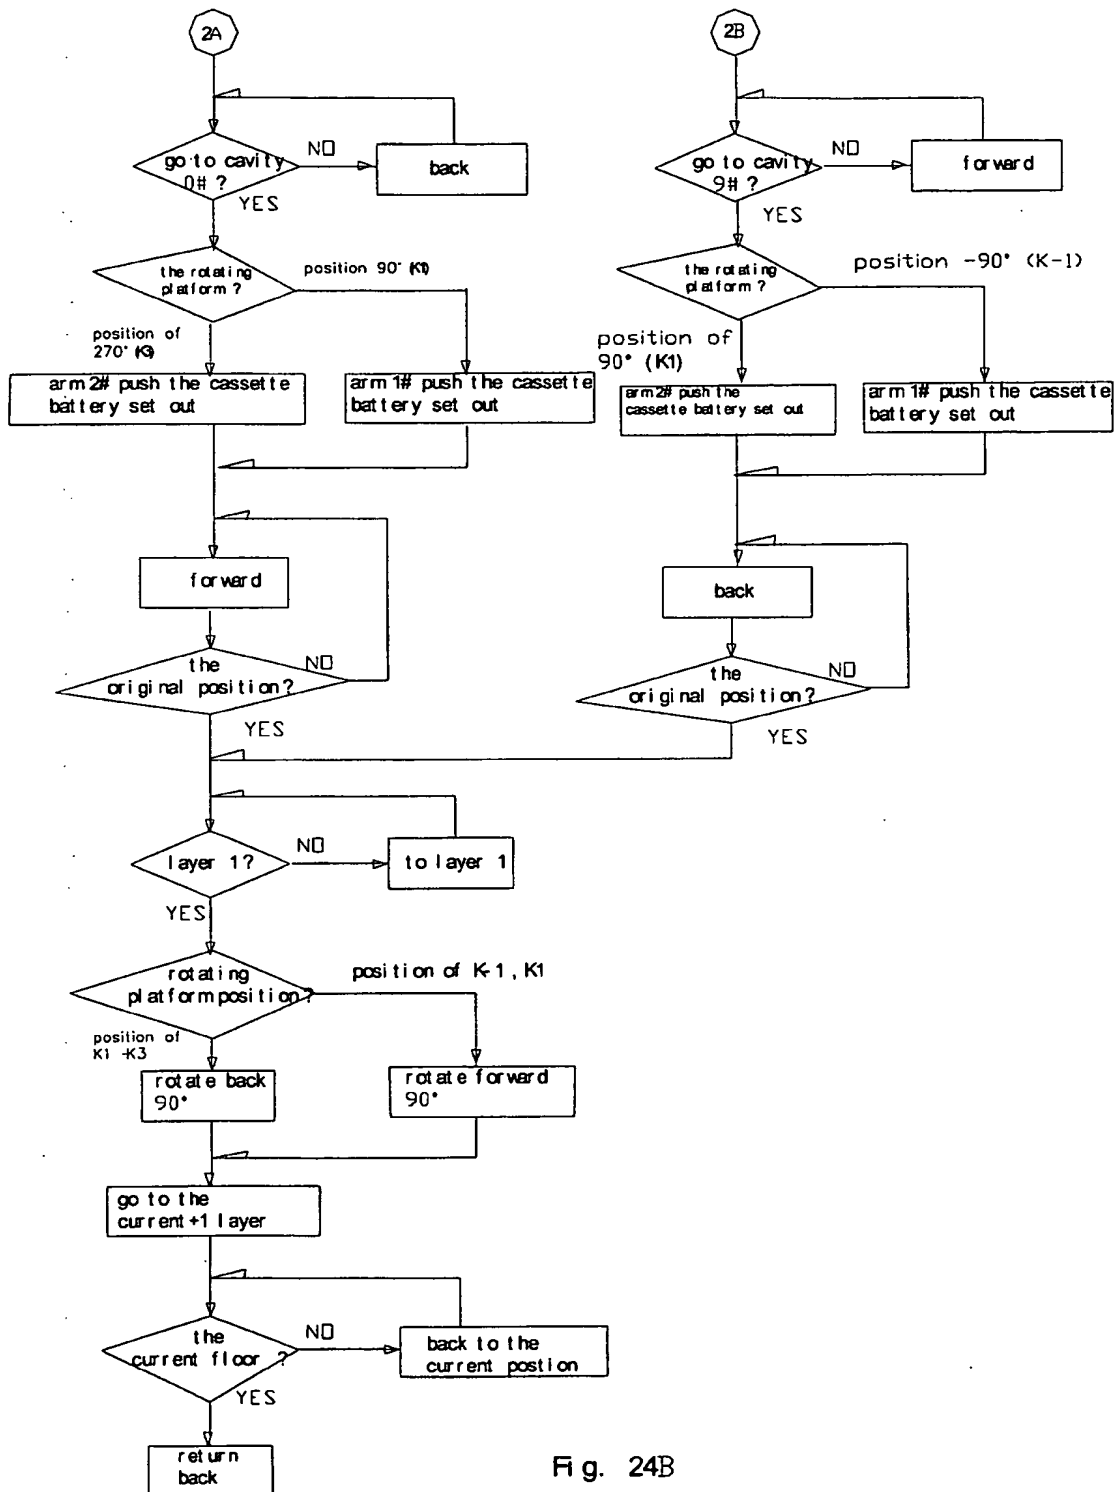 2A
2B
go to cavity
0# ?
NO
back
YES
go to cavity
9# ?
NO
forward
YES
the rotating
platform ?
position 90° (K1)
position of
270° (K3)
the rotating
platform ?
position -90° (K-1)
position of
90° (K1)
arm 2# push the cassette
battery set out
arm 1# push the cassette
battery set out
arm 2# push the
cassette battery set out
arm 1# push the cassette
battery set out
forward
back
the
original position?
NO
YES
the
original position?
NO
YES
layer 1?
NO
to layer 1
YES
rotating
platform position?
position of K-1, K1
position of
K1 -K3
rotate back
90°
rotate forward
90°
go to the
current+1 layer
the
current floor ?
NO
back to the
current postion
YES
return
back
Fig. 24B